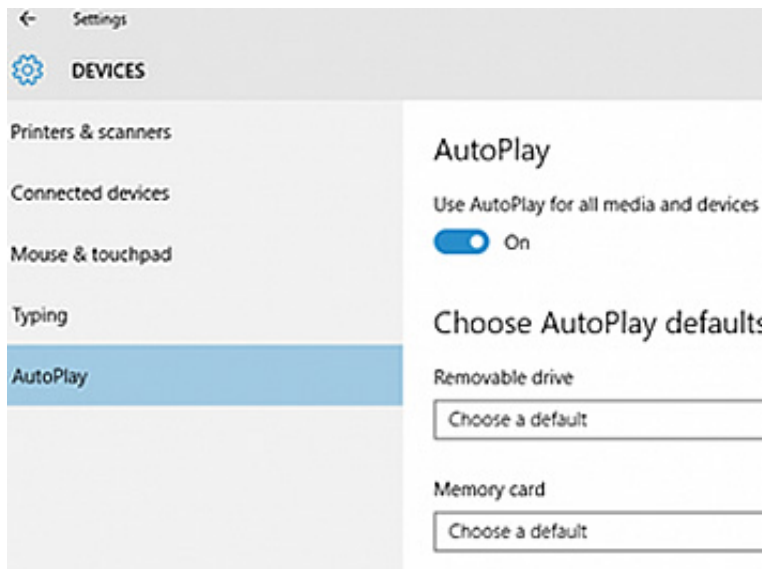 Settings
DEVICES
Printers & scanners
Connected devices
Mouse & touchpad
Typing
AutoPlay
AutoPlay
Use AutoPlay for all media and devices
On
Choose AutoPlay defaults
Removable drive
Choose a default
Memory card
Choose a default